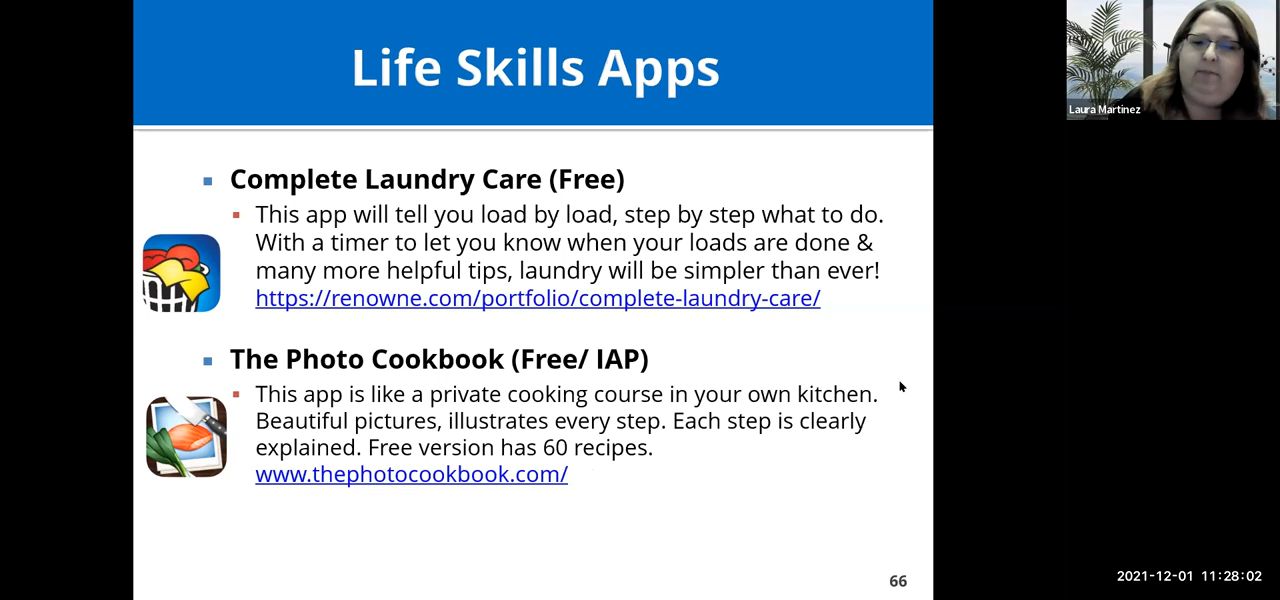 Life Skills Apps
Laura Martinez
Complete Laundry Care (Free)
This app will tell you load by load, step by step what to do.
With a timer to let you know when your loads are done &
many more helpful tips, laundry will be simpler than ever!
https://renowne.com/portfolio/complete-laundry-care/
The Photo Cookbook (Free/ IAP)
This app is like a private cooking course in your own kitchen.
Beautiful pictures, illustrates every step. Each step is clearly
explained. Free version has 60 recipes.
www.thephotocookbook.com/
66
2021-12-01 11:28:02